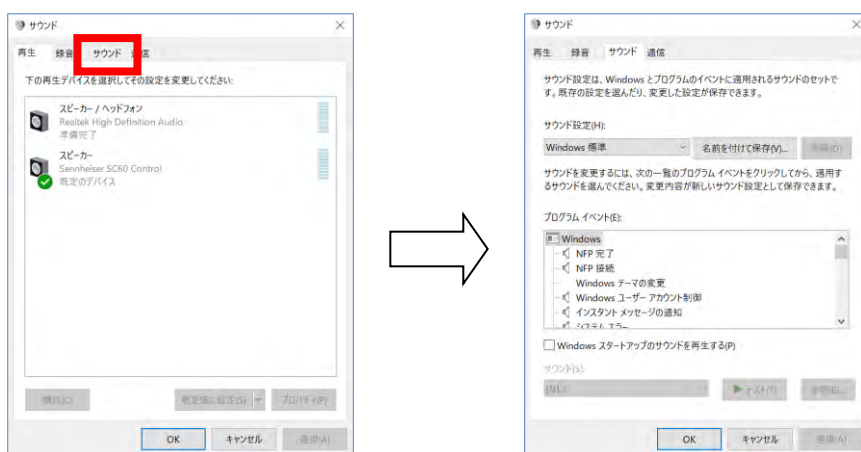 サウンド
再生 録音 サウンド 通信
下の再生デバイスを選択してその設定を変更してください:
スピーカー / ヘッドフォン
Realtek High Definition Audio
準備完了
スピーカー
Sennheiser SC60 Control
既定のデバイス
構成(C) 既定値に設定(S) プロパティ(P)
OK キャンセル 適用(A)
サウンド
再生 録音 サウンド 通信
サウンド設定は、Windows とプログラムのイベントに適用されるサウンドのセットで
す。既存の設定を選んだり、変更した設定が保存できます。
サウンド設定(H):
Windows 標準 名前を付けて保存(V)... 削除(D)
サウンドを変更するには、次の一覧のプログラム イベントをクリックしてから、適用す
るサウンドを選んでください。変更内容が新しいサウンド設定として保存できます。
プログラム イベント(E):
Windows
NFP 完了
NFP 接続
Windows テーマの変更
Windows ユーザー アカウント制御
インスタント メッセージの通知
システム エラー
Windows スタートアップのサウンドを再生する(P)
サウンド(S):
(なし) テスト(T) 参照(B)...
OK キャンセル 適用(A)